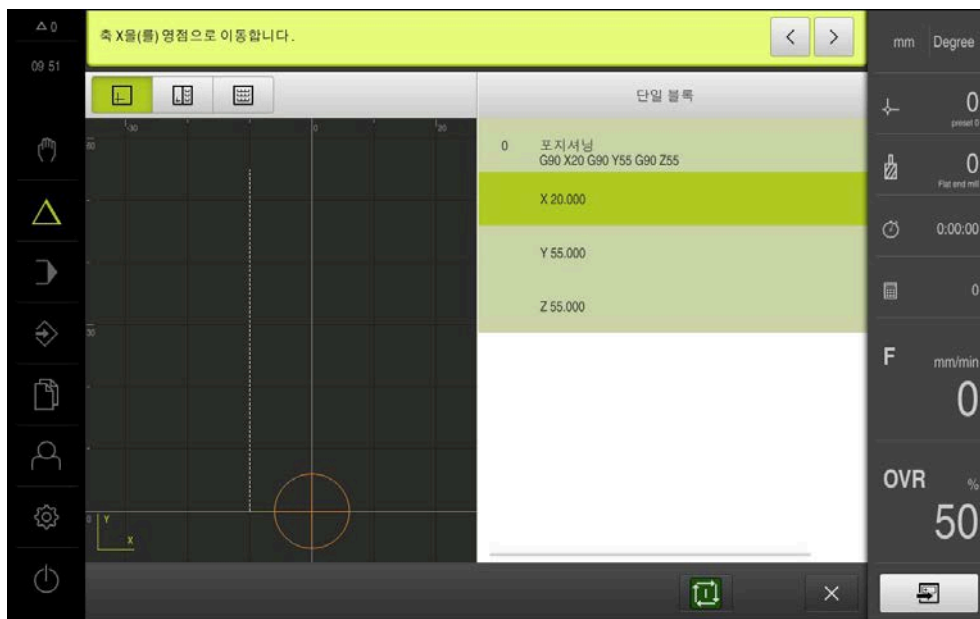 △ 0
09 51
축 X을(를) 영점으로 이동합니다.
단일 블록
-30
0
20
60
30
0
Y
X
0 포지셔닝
G90 X20 G90 Y55 G90 Z55
X 20.000
Y 55.000
Z 55.000
mm Degree
0
preset 0
0
Flat end mill
0:00:00
0
F mm/min
0
OVR %
50